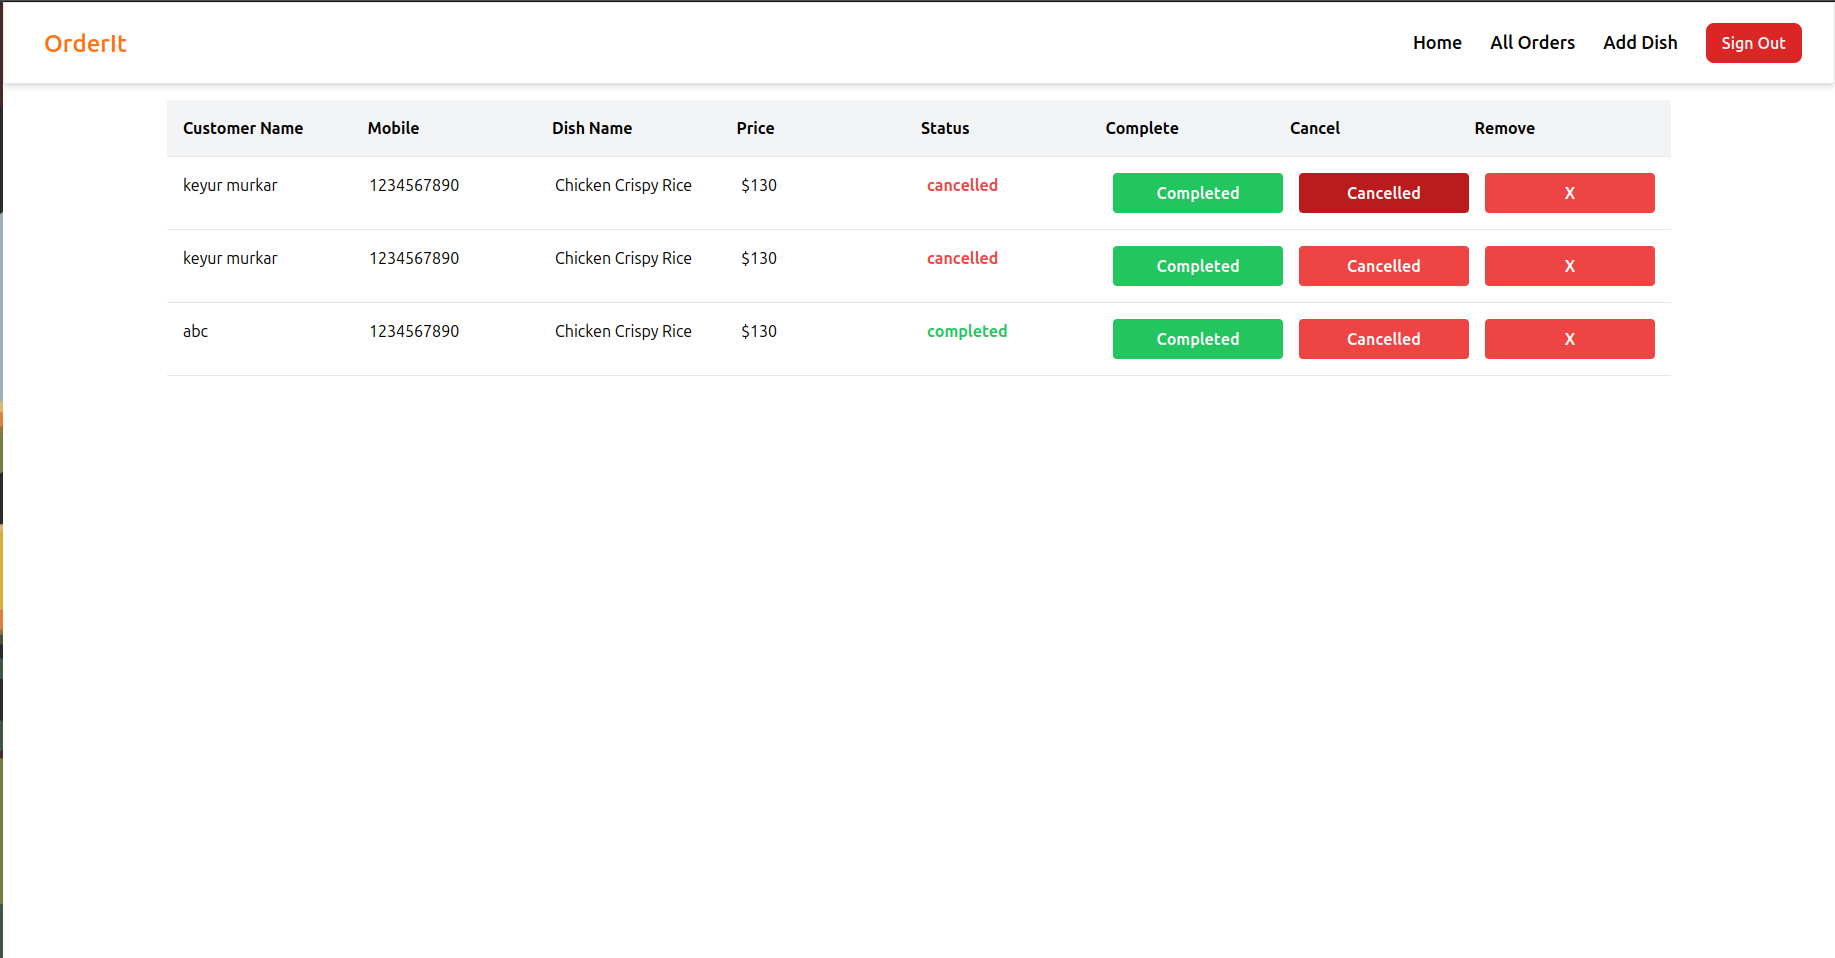 OrderIt Home All Orders Add Dish Sign Out
Customer Name Mobile Dish Name Price Status Complete Cancel Remove
keyur murkar 1234567890 Chicken Crispy Rice $130 cancelled Completed Cancelled X
keyur murkar 1234567890 Chicken Crispy Rice $130 cancelled Completed Cancelled X
abc 1234567890 Chicken Crispy Rice $130 completed Completed Cancelled X